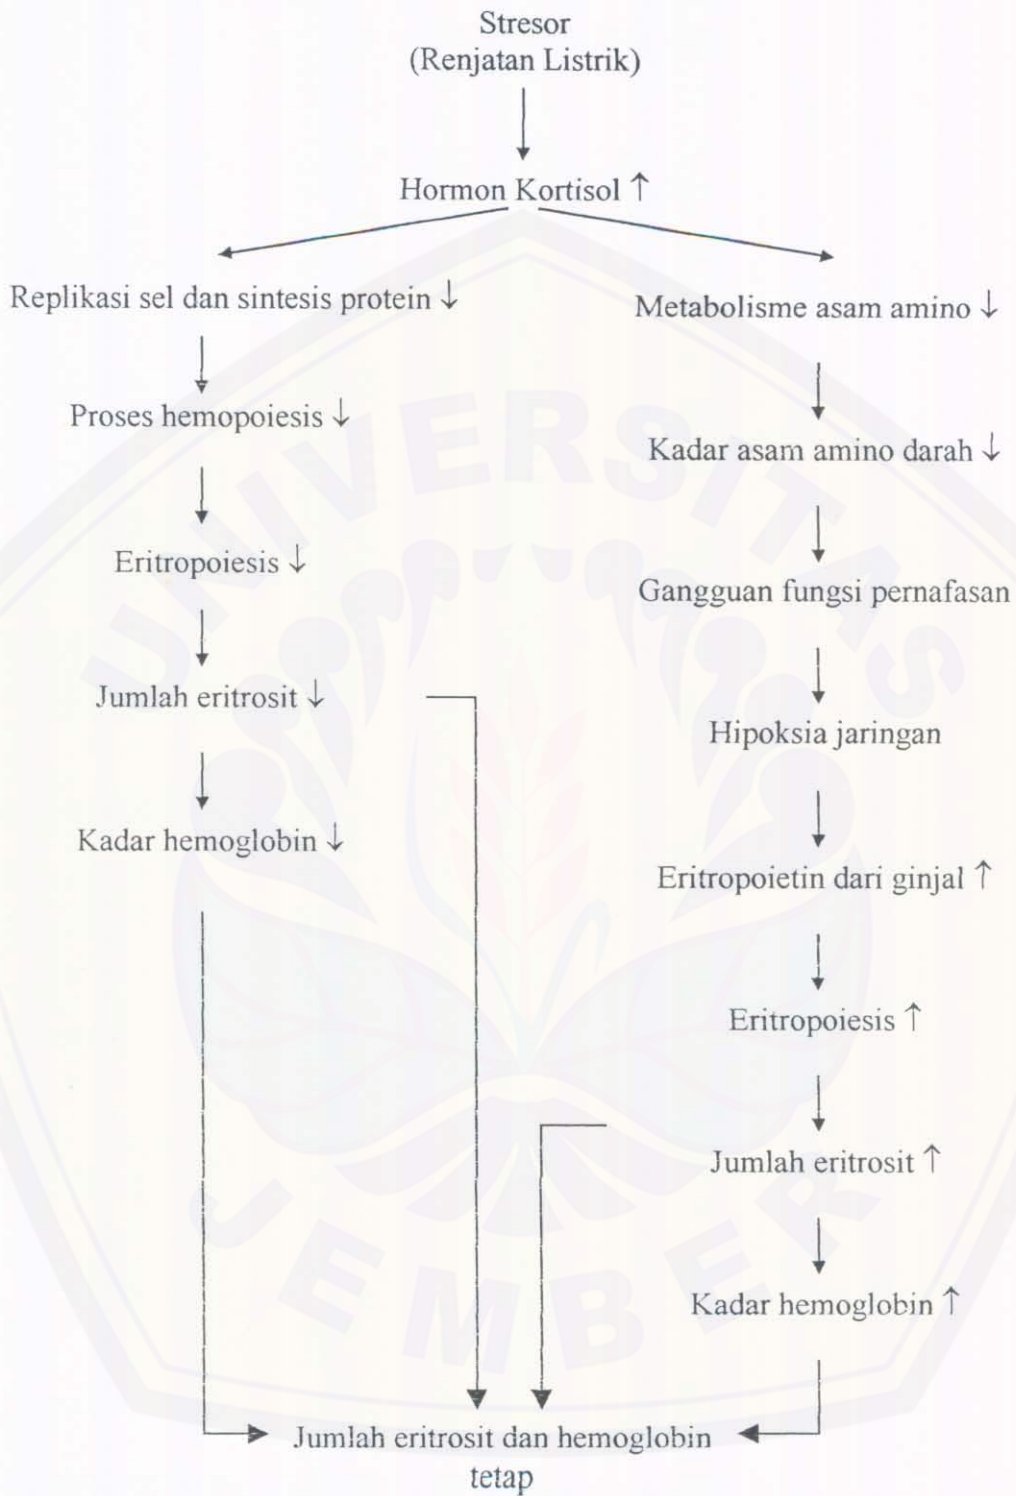 Stresor
(Renjatan Listrik)
Hormon Kortisol ↑
Replikasi sel dan sintesis protein ↓
Proses hemopoiesis ↓
Eritropoiesis ↓
Jumlah eritrosit ↓
Kadar hemoglobin ↓
Metabolisme asam amino ↓
Kadar asam amino darah ↓
Gangguan fungsi pernafasan
Hipoksia jaringan
Eritropoietin dari ginjal ↑
Eritropoiesis ↑
Jumlah eritrosit ↑
Kadar hemoglobin ↑
Jumlah eritrosit dan hemoglobin
tetap
UNIVERSITAS
JEMBER